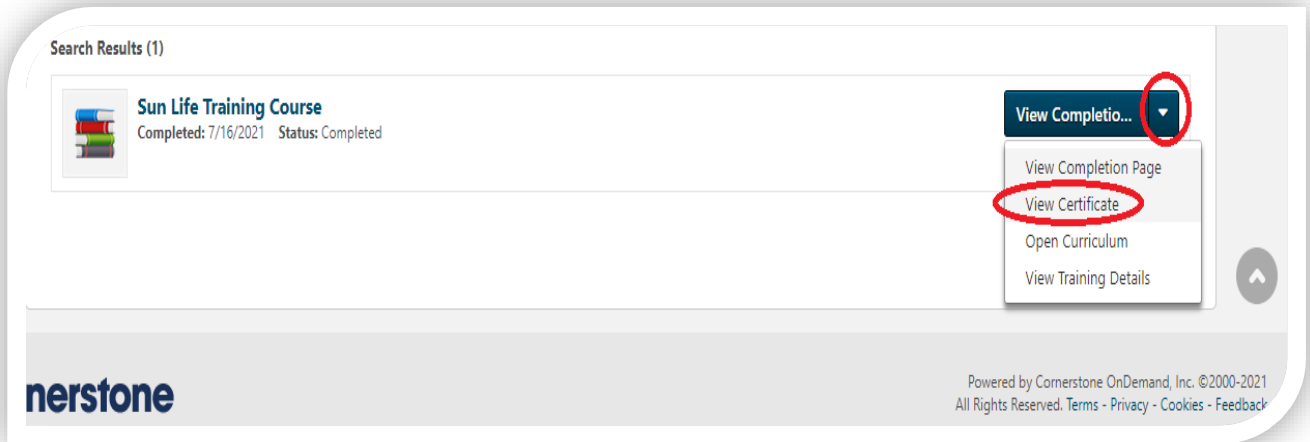 Search Results (1)
Sun Life Training Course
Completed: 7/16/2021 Status: Completed
View Completio...
View Completion Page
View Certificate
Open Curriculum
View Training Details
nerstone
Powered by Cornerstone OnDemand, Inc. ©2000-2021
All Rights Reserved. Terms - Privacy - Cookies - Feedback